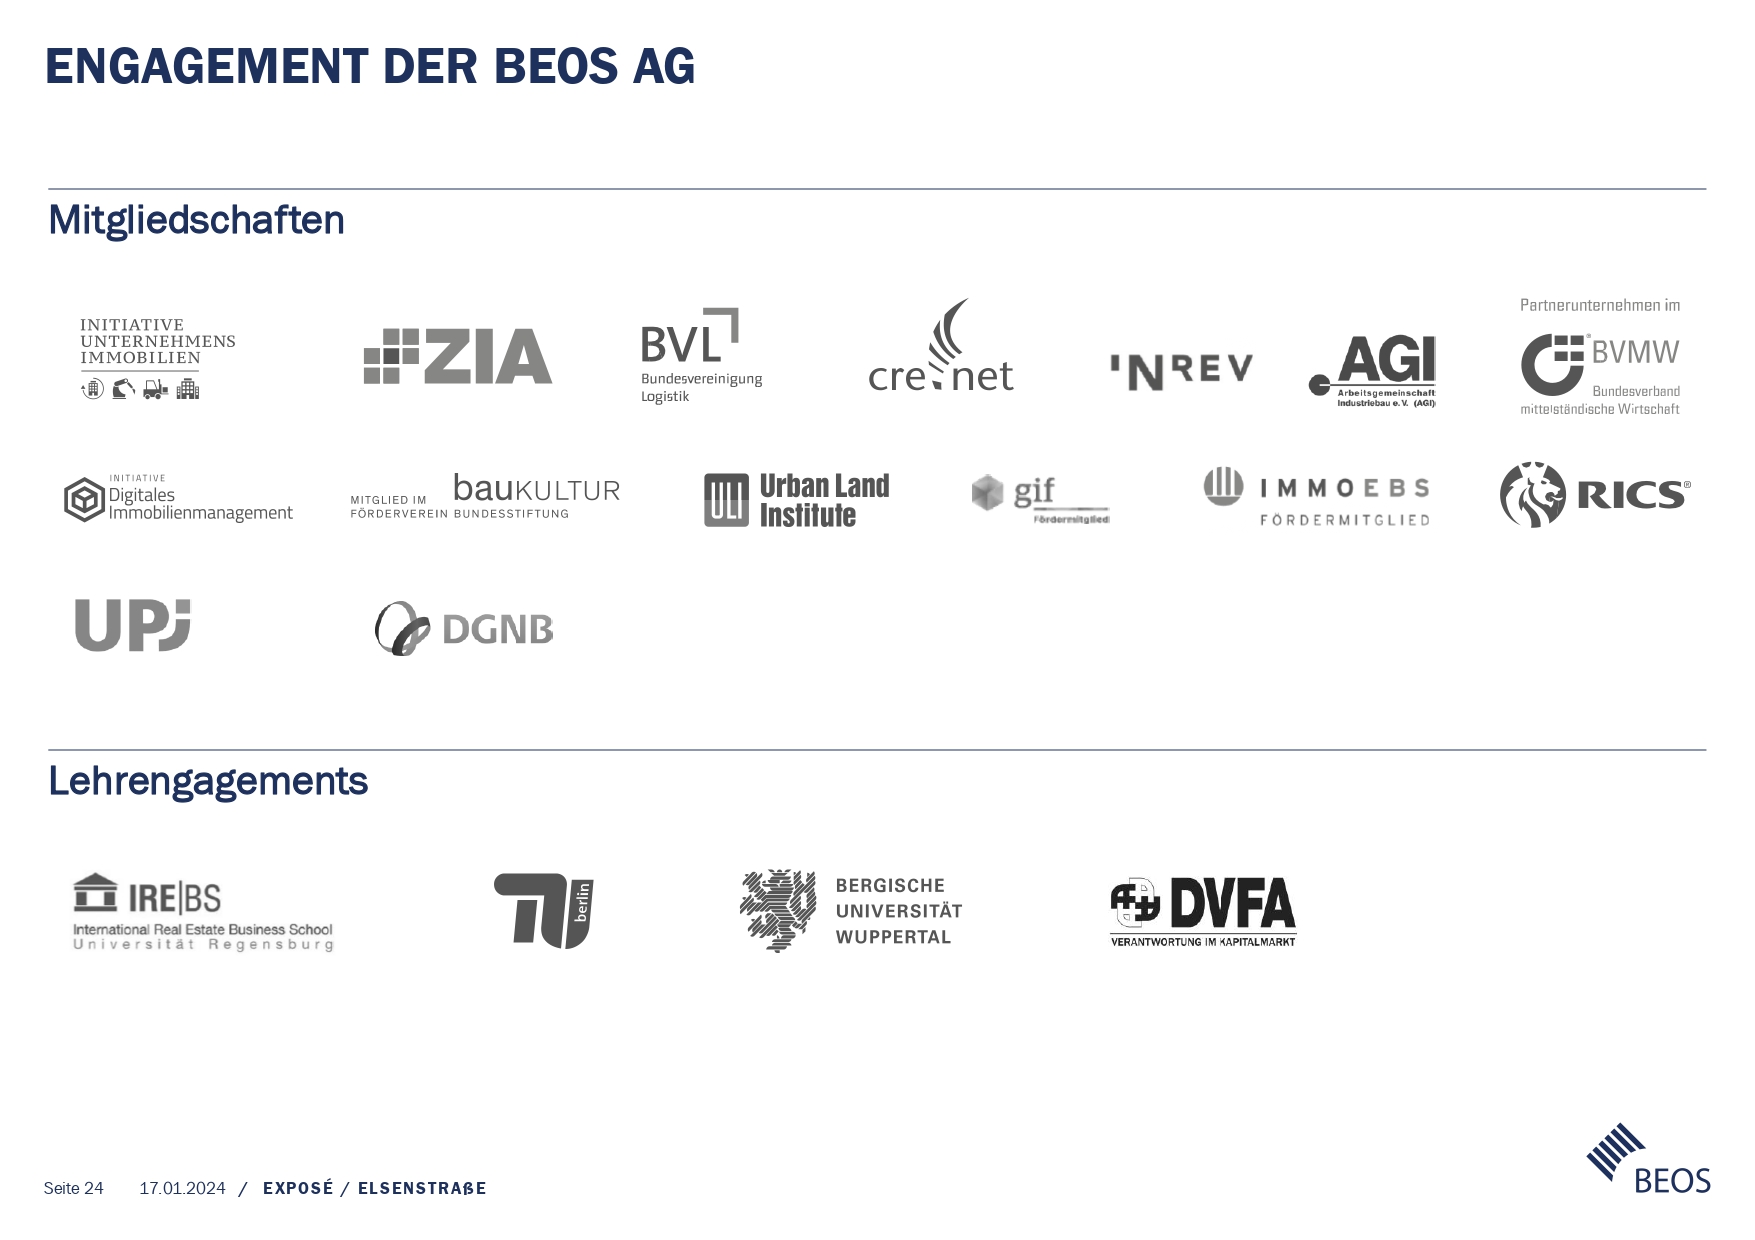 ENGAGEMENT DER BEOS AG
Mitgliedschaften
INITIATIVE
UNTERNEHMENS
IMMOBILIEN
ZIA
BVL
Bundesvereinigung
Logistik
cre net
INREV
AGI
Arbeitsgemeinschaft
Industriebau e.V. (AGI)
Partnerunternehmen im
BVMW
Bundesverband
mittelständische Wirtschaft
INITIATIVE
Digitales
Immobilienmanagement
bauKULTUR
MITGLIED IM
FÖRDERVEREIN BUNDESSTIFTUNG
ULI
Urban Land
Institute
gif
Fördermitglied
IMMOEBS
FÖRDERMITGLIED
RICS®
UPJ
DGNB
Lehrengagements
IRE|BS
International Real Estate Business School
Universität Regensburg
TU berlin
BERGISCHE
UNIVERSITÄT
WUPPERTAL
DVFA
VERANTWORTUNG IM KAPITALMARKT
Seite 24 17.01.2024 / EXPOSÉ / ELSENSTRAßE
BEOS